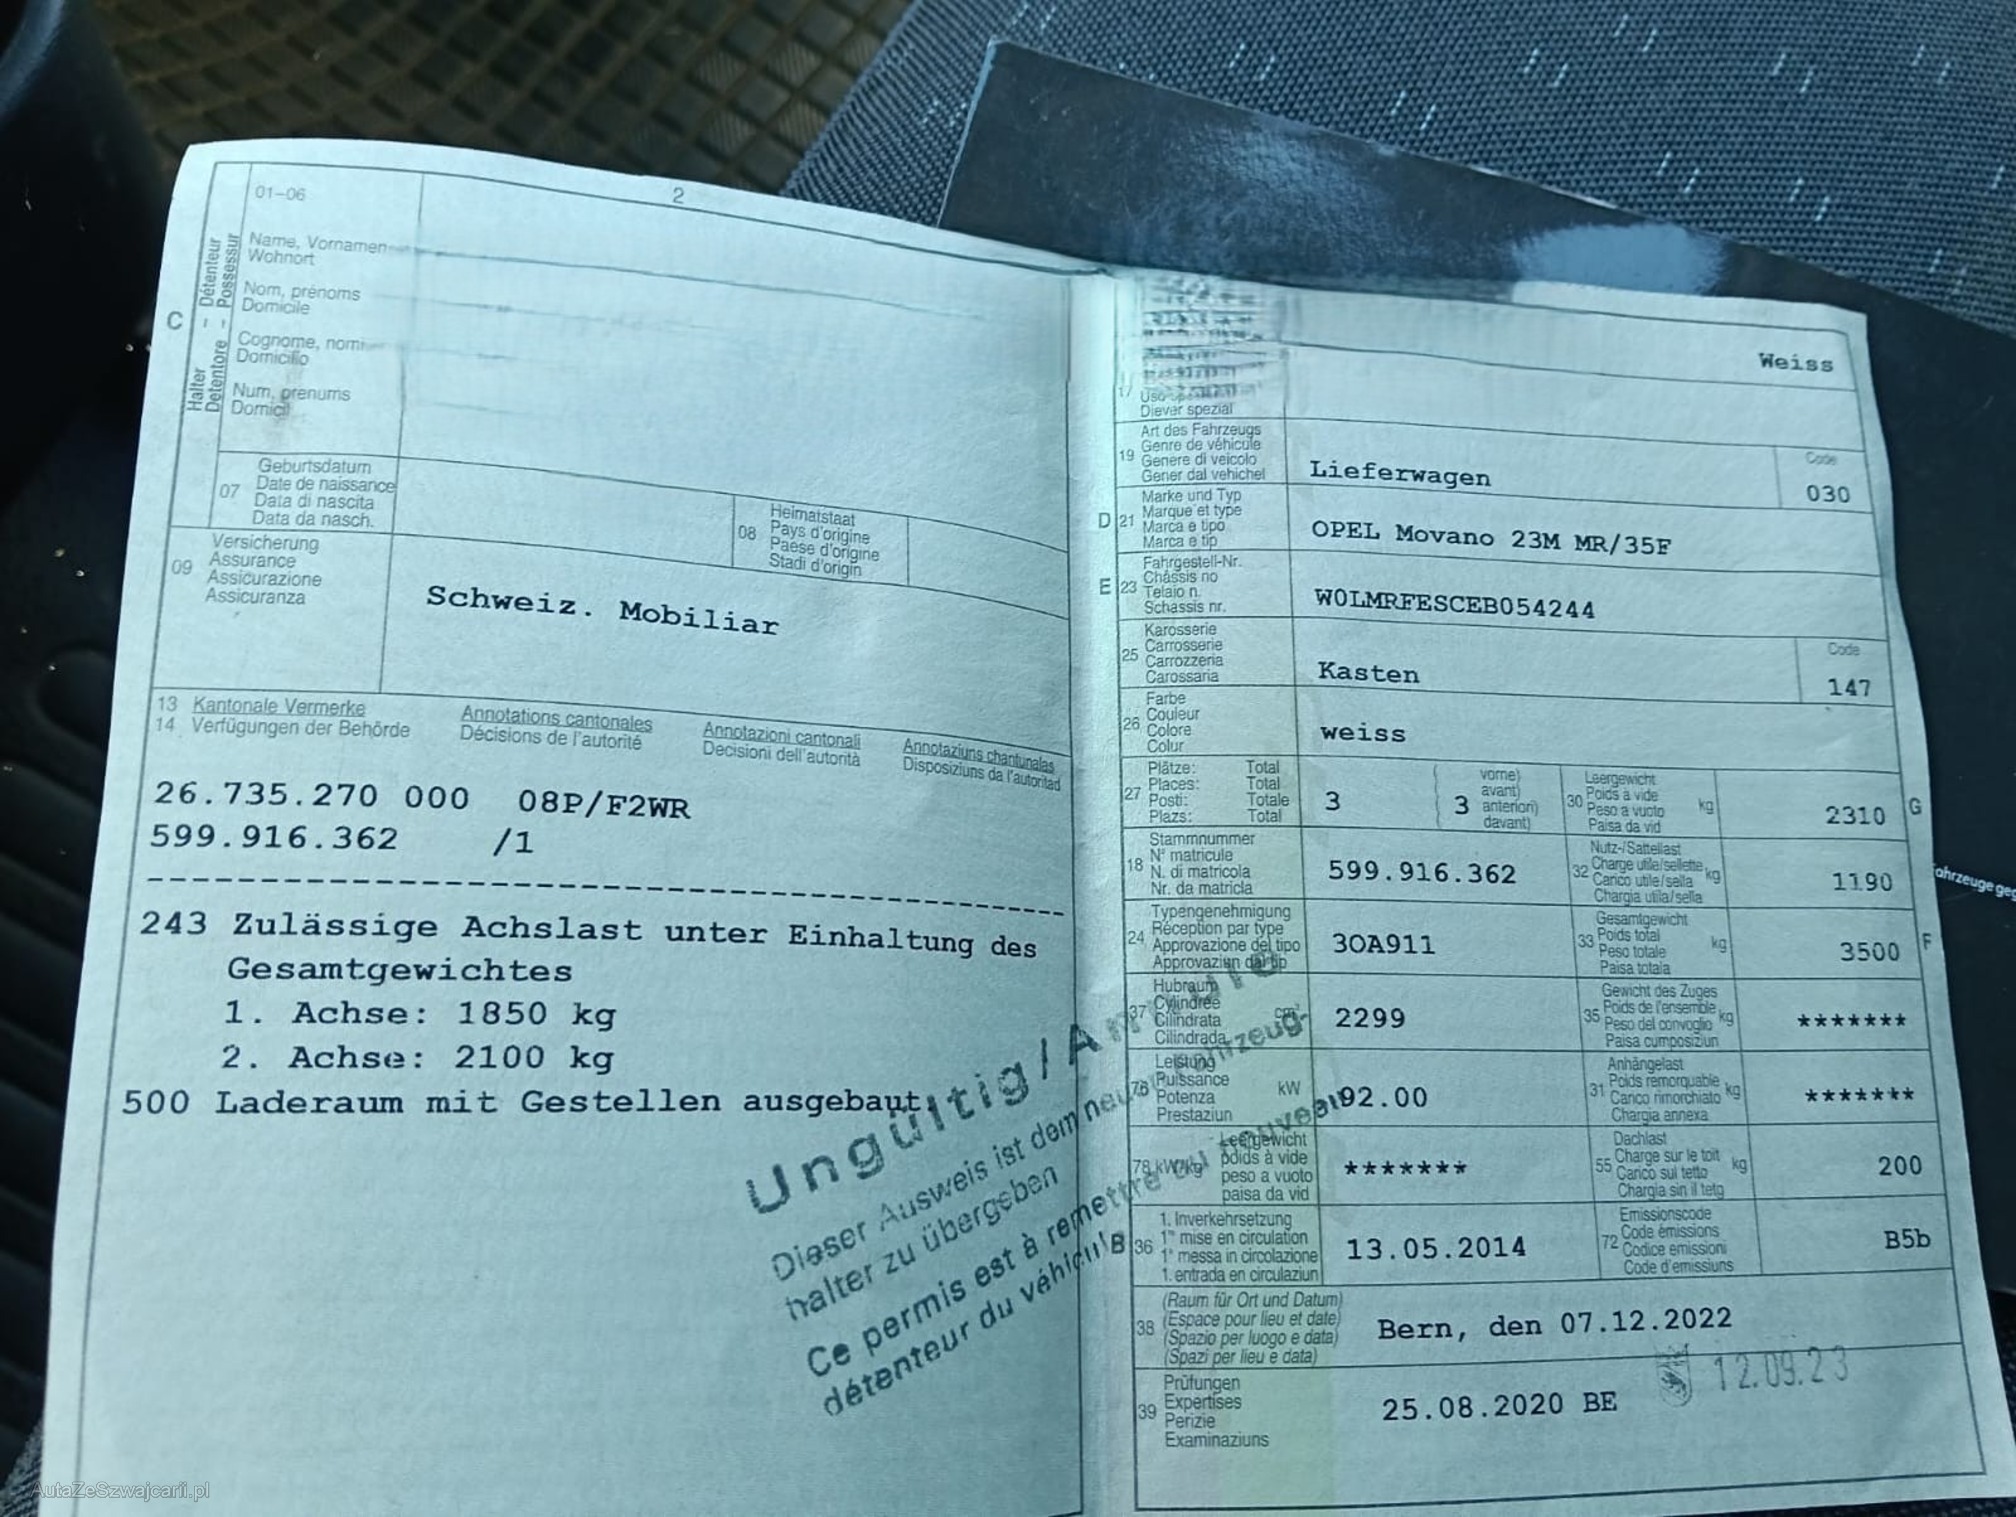 2
01-06
C
Halter – Détenteur –
Detentore – Possessur
Name, Vornamen
Wohnort
Nom, prénoms
Domicile
Cognome, nomi
Domicilio
Num, prenums
Domicil
07
Geburtsdatum
Date de naissance
Data di nascita
Data da nasch.
08
Heimatstaat
Pays d'origine
Paese d'origine
Stadi d'origin
09
Versicherung
Assurance
Assicurazione
Assicuranza
Schweiz. Mobiliar
13 Kantonale Vermerke
14 Verfügungen der Behörde
Annotations cantonales
Décisions de l'autorité
Annotazioni cantonali
Decisioni dell'autorità
Annotaziuns chantunalas
Disposiziuns da l'autoritad
26.735.270 000 08P/F2WR
599.916.362 /1
243 Zulässige Achslast unter Einhaltung des
Gesamtgewichtes
1. Achse: 1850 kg
2. Achse: 2100 kg
500 Laderaum mit Gestellen ausgebaut.
Ungültig/
Dieser Ausweis ist dem neuen Fahrzeug-
halter zu übergeben
Ce permis est à remettre au nouveau
détenteur du véhicule
Weiss
17
Diever spezial
19
Art des Fahrzeugs
Genre de véhicule
Genere di veicolo
Gener dal vehichel
Lieferwagen
Code
030
D 21
Marke und Typ
Marque et type
Marca e tipo
Marca e tip
OPEL Movano 23M MR/35F
E 23
Fahrgestell-Nr.
Châssis no
Telaio n.
Schassis nr.
W0LMRFESCEB054244
25
Karosserie
Carrosserie
Carrozzeria
Carossaria
Kasten
Code
147
26
Farbe
Couleur
Colore
Colur
weiss
27
Plätze: Total
Places: Total
Posti: Totale
Plazs: Total
3
3
vorne)
avant)
anteriori)
davant)
30
Leergewicht
Poids à vide
Peso a vuoto
Paisa da vid
kg
2310
G
18
Stammnummer
N° matricule
N. di matricola
Nr. da matricla
599.916.362
32
Nutz-/Sattellast
Charge utile/sellette
Carico utile/sella
Chargia utila/sella
kg
1190
24
Typengenehmigung
Réception par type
Approvazione del tipo
Approvaziun dal tip
3OA911
33
Gesamtgewicht
Poids total
Peso totale
Paisa totala
kg
3500
F
37
Hubraum
Cylindrée
Cilindrata
Cilindrada
cm³
2299
35
Gewicht des Zuges
Poids de l'ensemble
Peso del convoglio
Paisa cumposiziun
kg
*******
76
Leistung
Puissance
Potenza
Prestaziun
kW
92.00
31
Anhängelast
Poids remorquable
Carico rimorchiato
Chargia annexa
kg
*******
78 kW/kg
Leergewicht
poids à vide
peso a vuoto
paisa da vid
*******
55
Dachlast
Charge sur le toit
Carico sul tetto
Chargia sin il tetg
kg
200
B 36
1. Inverkehrsetzung
1re mise en circulation
1a messa in circolazione
1. entrada en circulaziun
13.05.2014
72
Emissionscode
Code émissions
Codice emissioni
Code d'emissiuns
B5b
38
(Raum für Ort und Datum)
(Espace pour lieu et date)
(Spazio per luogo e data)
(Spazi per lieu e data)
Bern, den 07.12.2022
39
Prüfungen
Expertises
Perizie
Examinaziuns
25.08.2020 BE
12.09.23
AutaZeSzwajcarii.pl